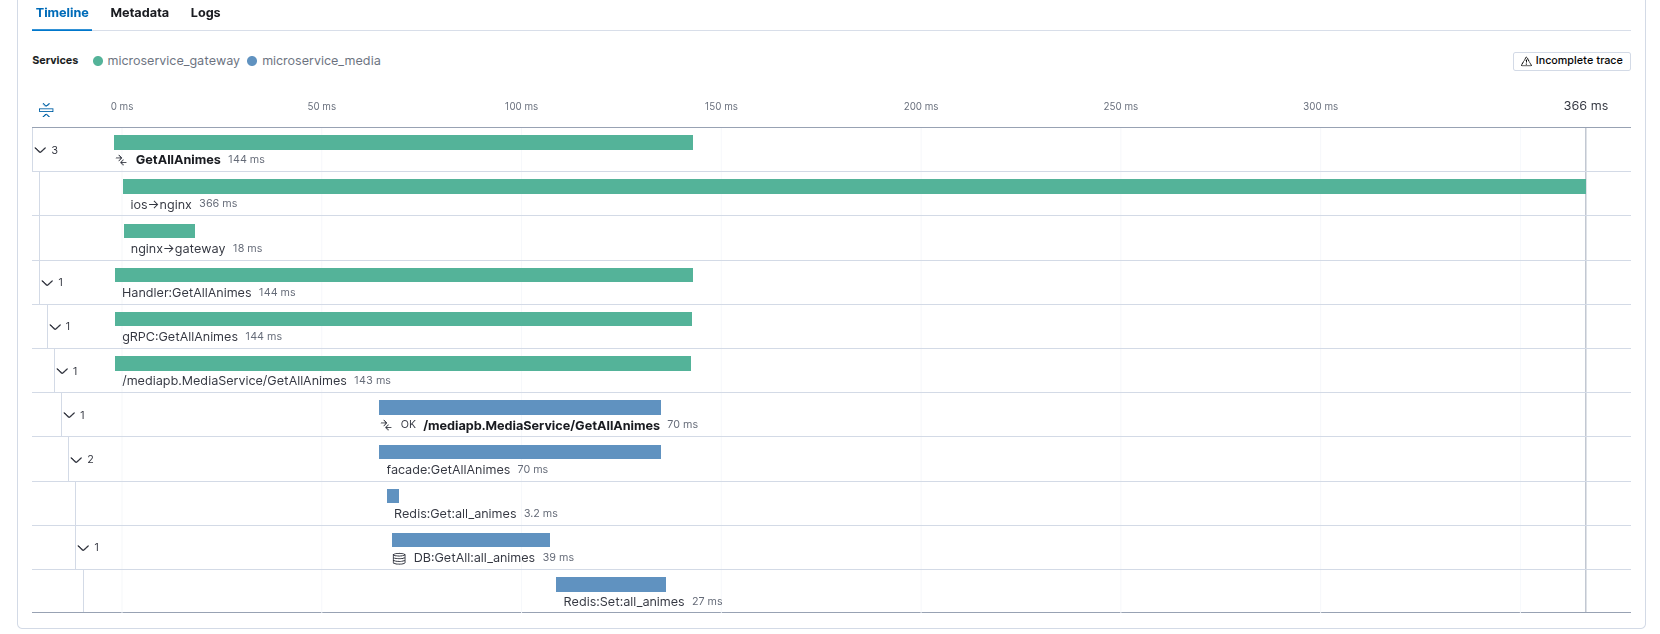 Timeline Metadata Logs
Services microservice_gateway microservice_media Incomplete trace
0 ms 50 ms 100 ms 150 ms 200 ms 250 ms 300 ms 366 ms
3
GetAllAnimes 144 ms
ios→nginx 366 ms
nginx→gateway 18 ms
1
Handler:GetAllAnimes 144 ms
1
gRPC:GetAllAnimes 144 ms
1
/mediapb.MediaService/GetAllAnimes 143 ms
1
OK /mediapb.MediaService/GetAllAnimes 70 ms
2
facade:GetAllAnimes 70 ms
Redis:Get:all_animes 3.2 ms
1
DB:GetAll:all_animes 39 ms
Redis:Set:all_animes 27 ms